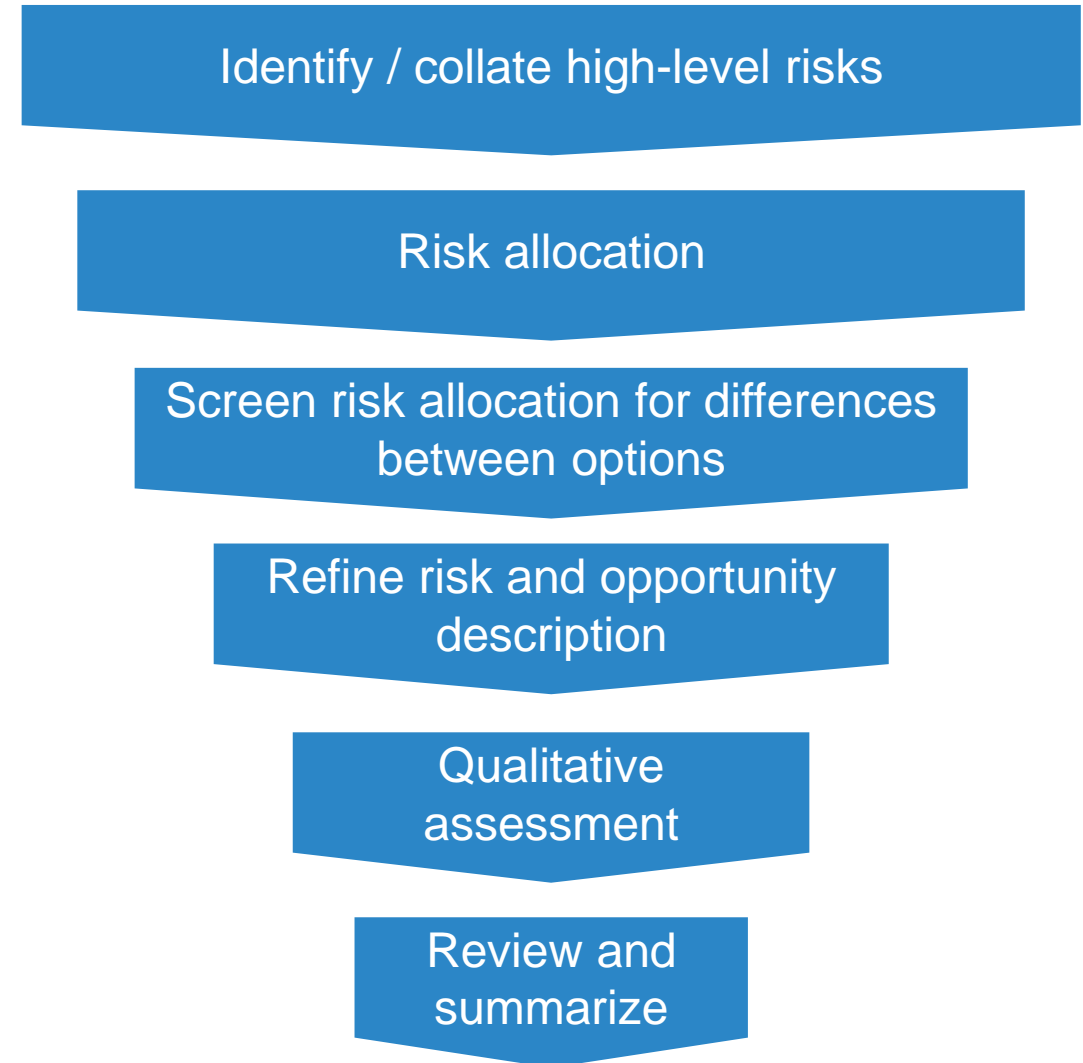 Identify / collate high-level risks
Risk allocation
Screen risk allocation for differences
between options
Refine risk and opportunity
description
Qualitative
assessment
Review and
summarize